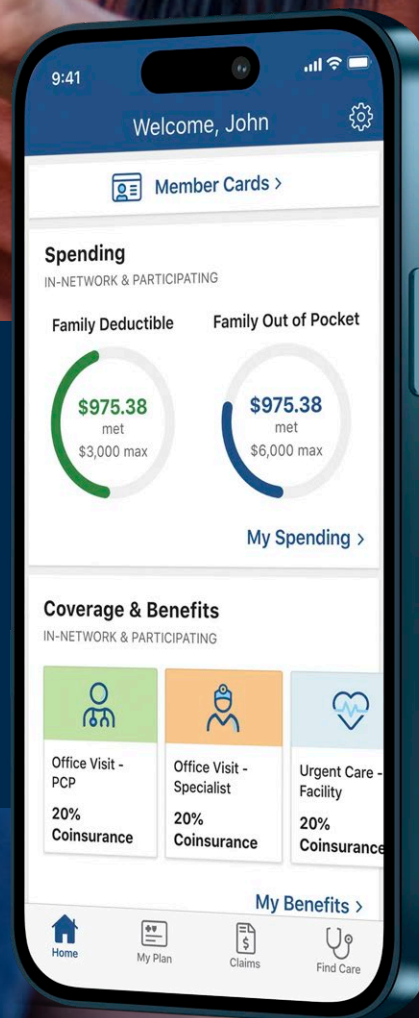 9:41
Welcome, John
Member Cards >
Spending
IN-NETWORK & PARTICIPATING
Family Deductible
$975.38
met
$3,000 max
Family Out of Pocket
$975.38
met
$6,000 max
My Spending >
Coverage & Benefits
IN-NETWORK & PARTICIPATING
Office Visit -
PCP
20%
Coinsurance
Office Visit -
Specialist
20%
Coinsurance
Urgent Care -
Facility
20%
Coinsurance
My Benefits >
Home
My Plan
Claims
Find Care